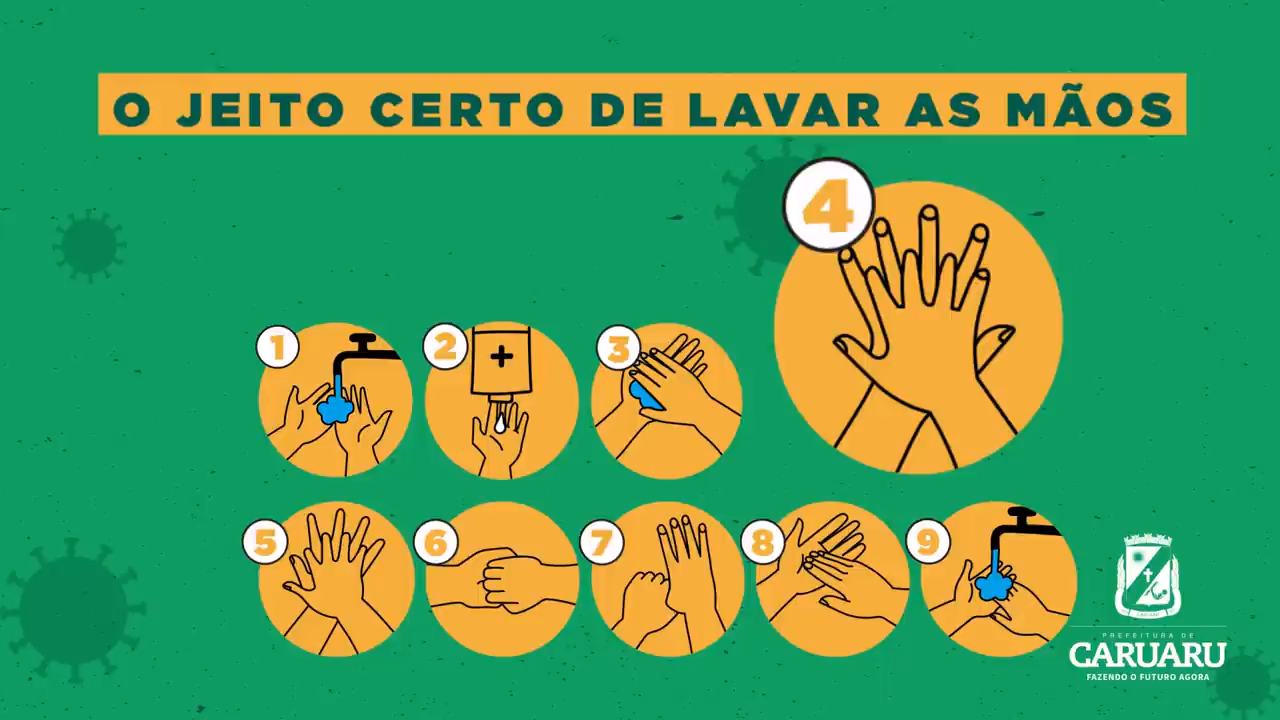 O JEITO CERTO DE LAVAR AS MÃOS
4
1
2
3
5
6
7
8
9
PREFEITURA DE
CARUARU
FAZENDO O FUTURO AGORA